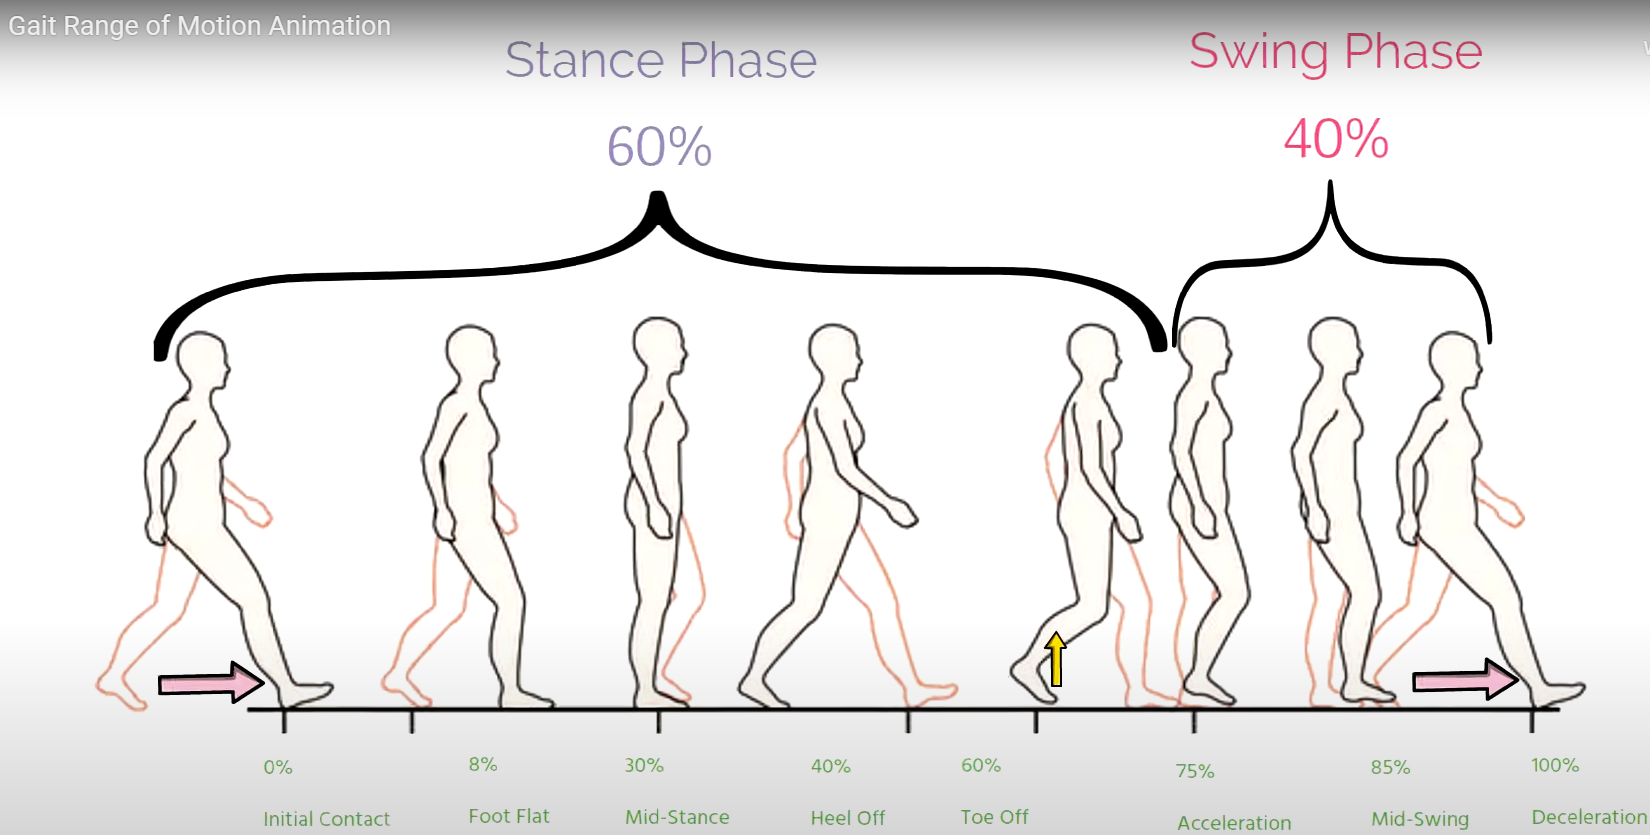 Gait Range of Motion Animation
Stance Phase
Swing Phase
60%
40%
0%
8%
30%
40%
60%
75%
85%
100%
Initial Contact
Foot Flat
Mid-Stance
Heel Off
Toe Off
Acceleration
Mid-Swing
Deceleration